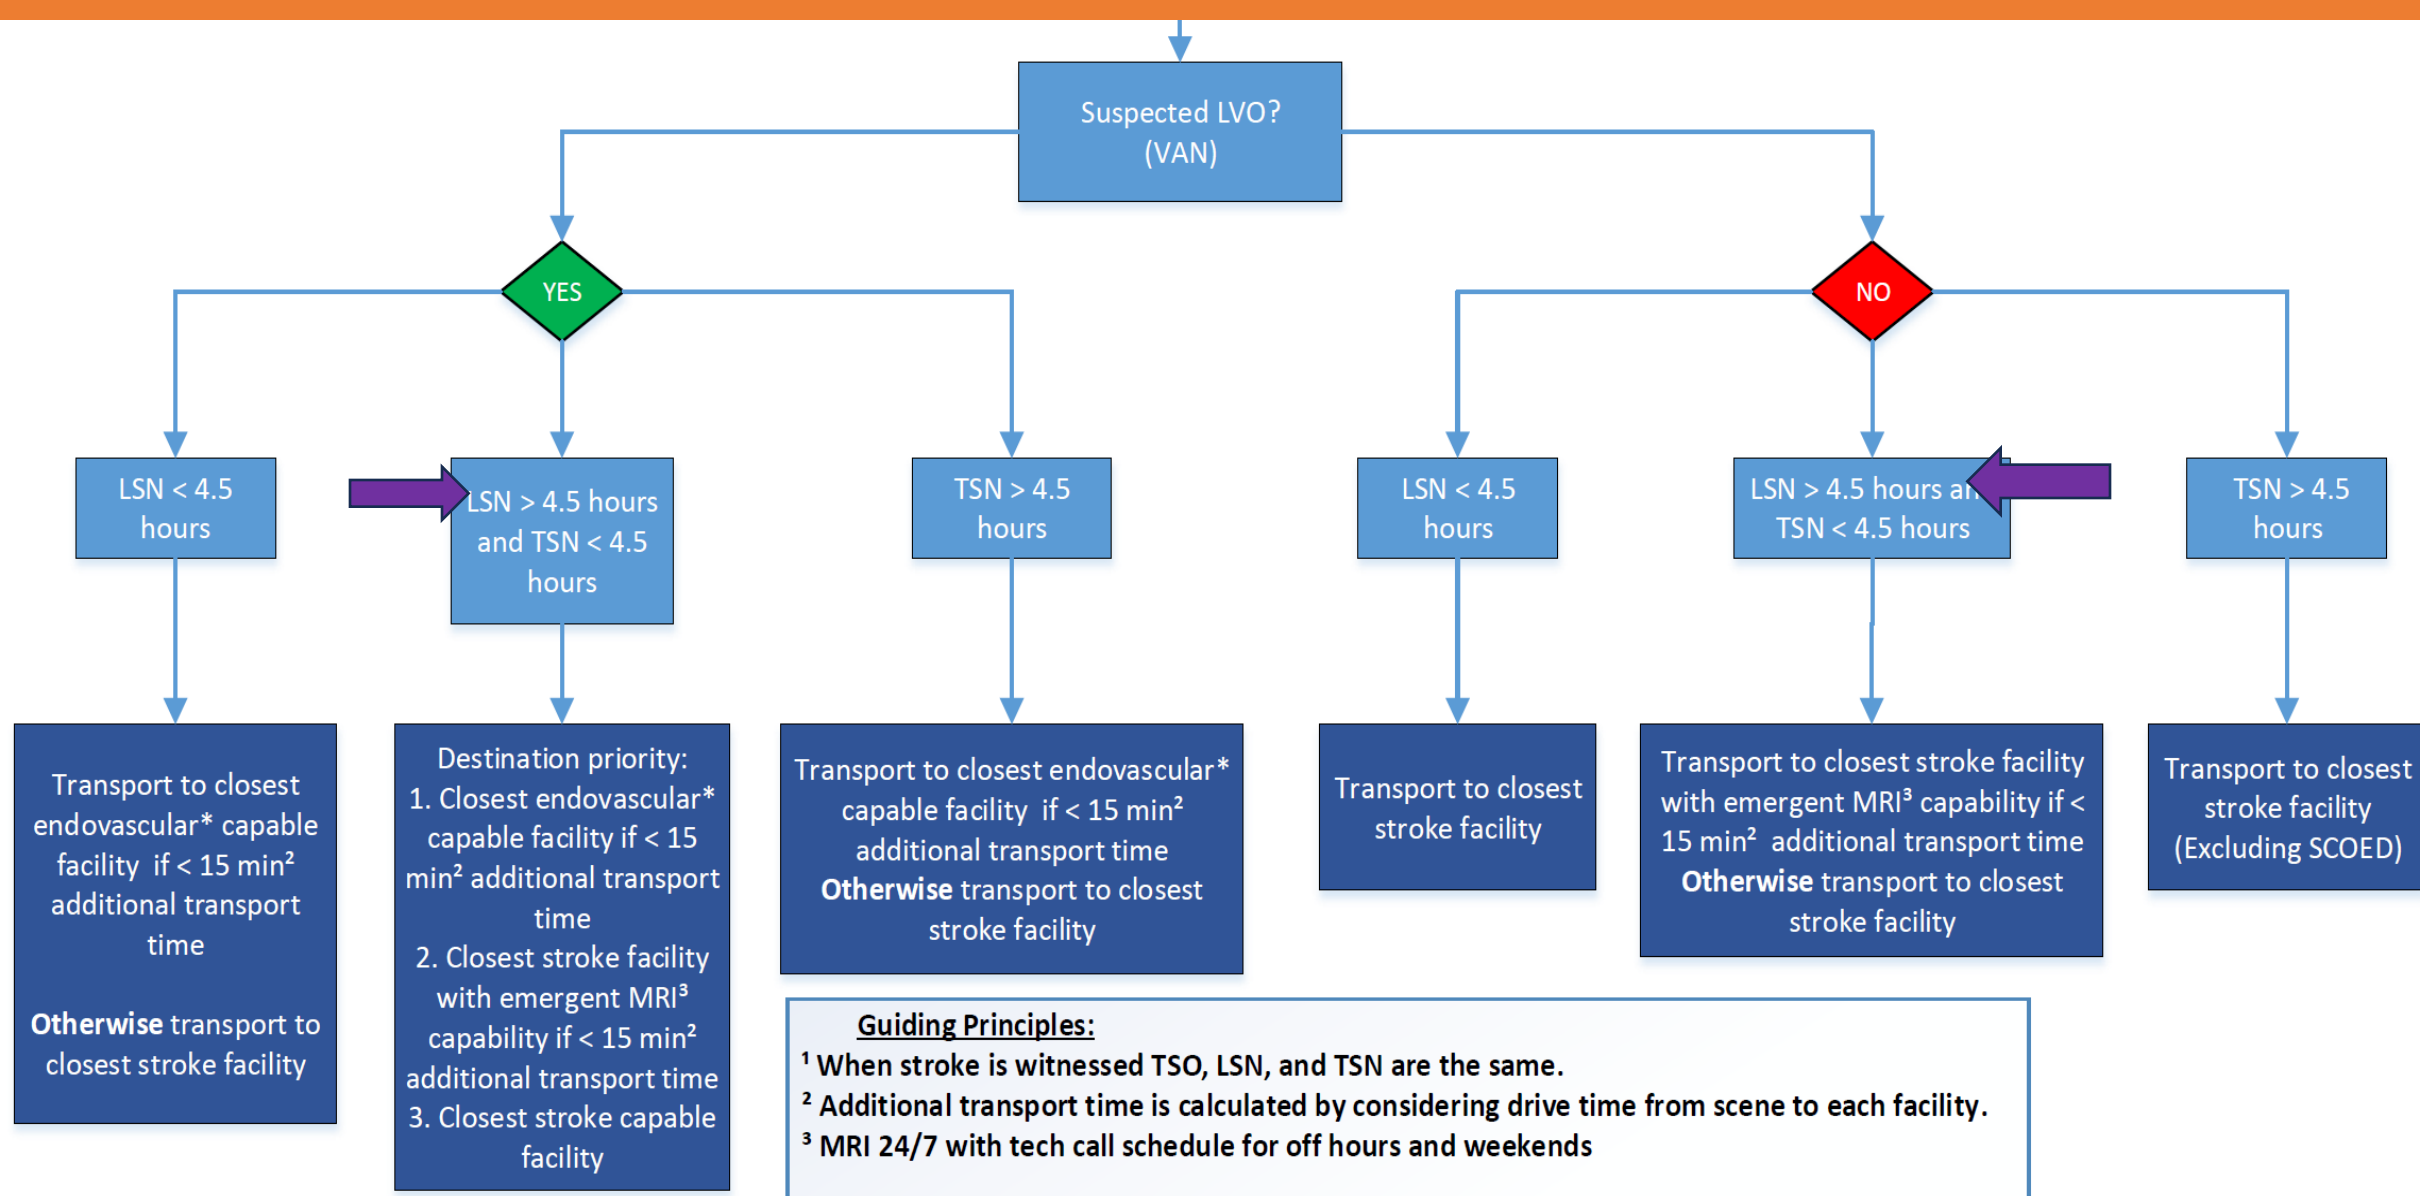 Suspected LVO?
(VAN)
YES
NO
LSN < 4.5
hours
LSN > 4.5 hours
and TSN < 4.5
hours
TSN > 4.5
hours
LSN < 4.5
hours
LSN > 4.5 hours
TSN < 4.5 hours
TSN > 4.5
hours
Transport to closest
endovascular* capable
facility if < 15 min²
additional transport
time
Otherwise transport to
closest stroke facility
Destination priority:
1. Closest endovascular*
capable facility if < 15
min² additional transport
time
2. Closest stroke facility
with emergent MRI³
capability if < 15 min²
additional transport time
3. Closest stroke capable
facility
Transport to closest endovascular*
capable facility if < 15 min²
additional transport time
Otherwise transport to closest
stroke facility
Transport to closest
stroke facility
Transport to closest stroke facility
with emergent MRI³ capability if <
15 min² additional transport time
Otherwise transport to closest
stroke facility
Transport to closest
stroke facility
(Excluding SCOED)
Guiding Principles:
¹ When stroke is witnessed TSO, LSN, and TSN are the same.
² Additional transport time is calculated by considering drive time from scene to each facility.
³ MRI 24/7 with tech call schedule for off hours and weekends